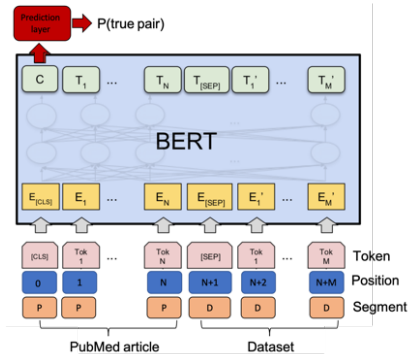 Prediction layer P(true pair)
C T1 ... TN T[SEP] T1' ... TM'
...
BERT
...
E[CLS] E1 ... EN E[SEP] E1' ... EM'
[CLS] Tok 1 ... Tok N [SEP] Tok 1 ... Tok M Token
0 1 N N+1 N+2 N+M Position
P P P D D D Segment
PubMed article Dataset